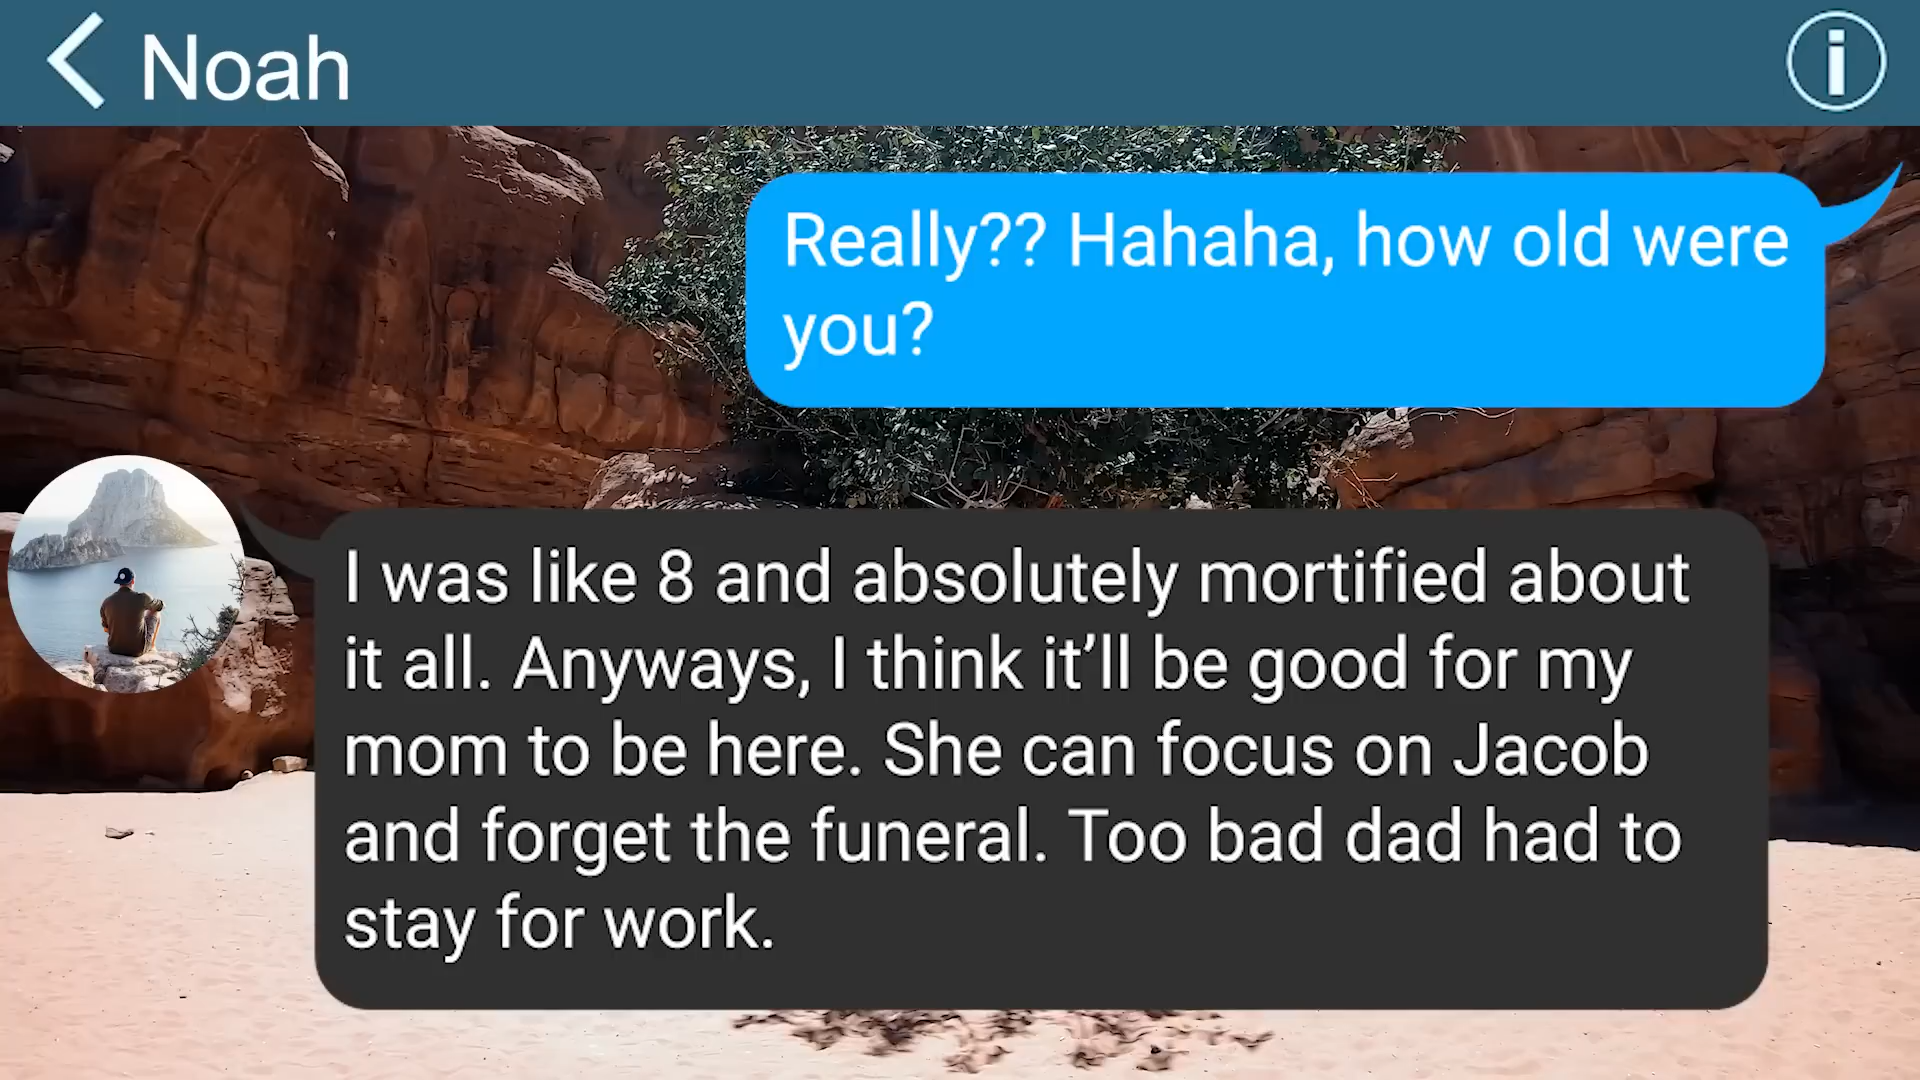 Noah
Really?? Hahaha, how old were
you?
I was like 8 and absolutely mortified about
it all. Anyways, I think it’ll be good for my
mom to be here. She can focus on Jacob
and forget the funeral. Too bad dad had to
stay for work.